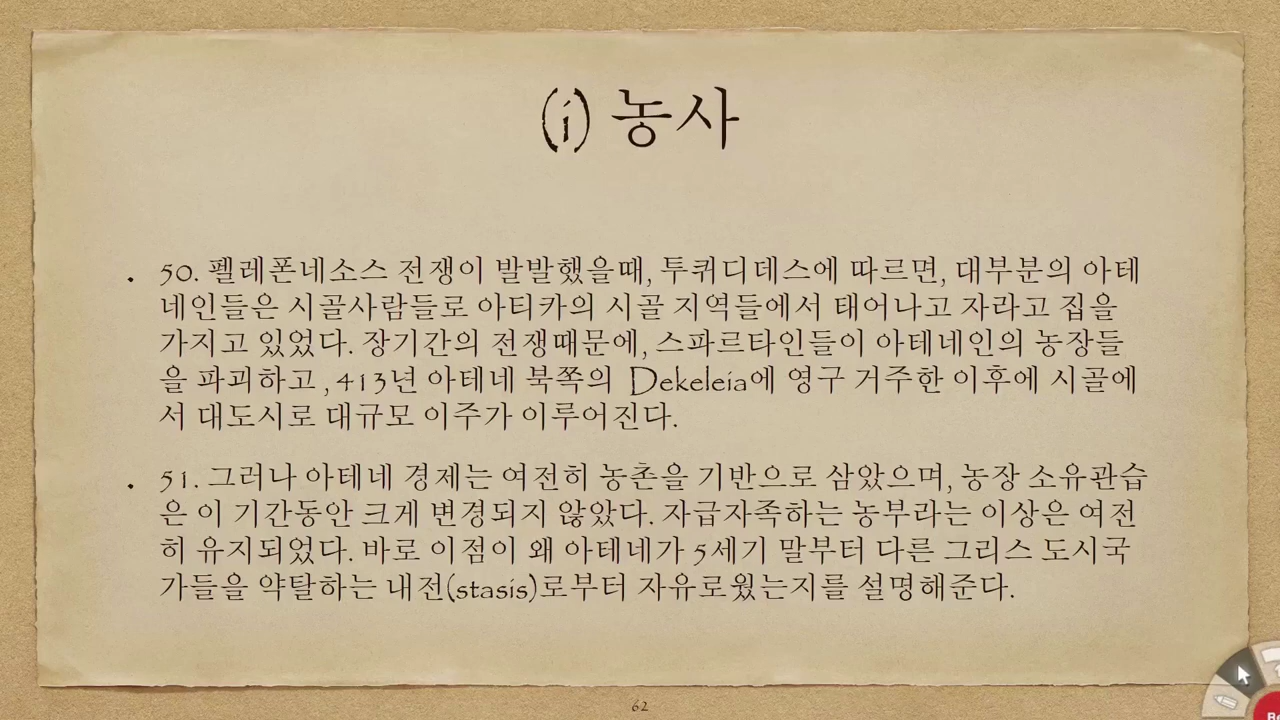 (i) 농사
• 50. 펠레폰네소스 전쟁이 발발했을때, 투퀴디데스에 따르면, 대부분의 아테
네인들은 시골사람들로 아티카의 시골 지역들에서 태어나고 자라고 집을
가지고 있었다. 장기간의 전쟁때문에, 스파르타인들이 아테네인의 농장들
을 파괴하고 , 413년 아테네 북쪽의 Dekeleia에 영구 거주한 이후에 시골에
서 대도시로 대규모 이주가 이루어진다.
• 51. 그러나 아테네 경제는 여전히 농촌을 기반으로 삼았으며, 농장 소유관습
은 이 기간동안 크게 변경되지 않았다. 자급자족하는 농부라는 이상은 여전
히 유지되었다. 바로 이점이 왜 아테네가 5세기 말부터 다른 그리스 도시국
가들을 약탈하는 내전(stasis)로부터 자유로웠는지를 설명해준다.
62